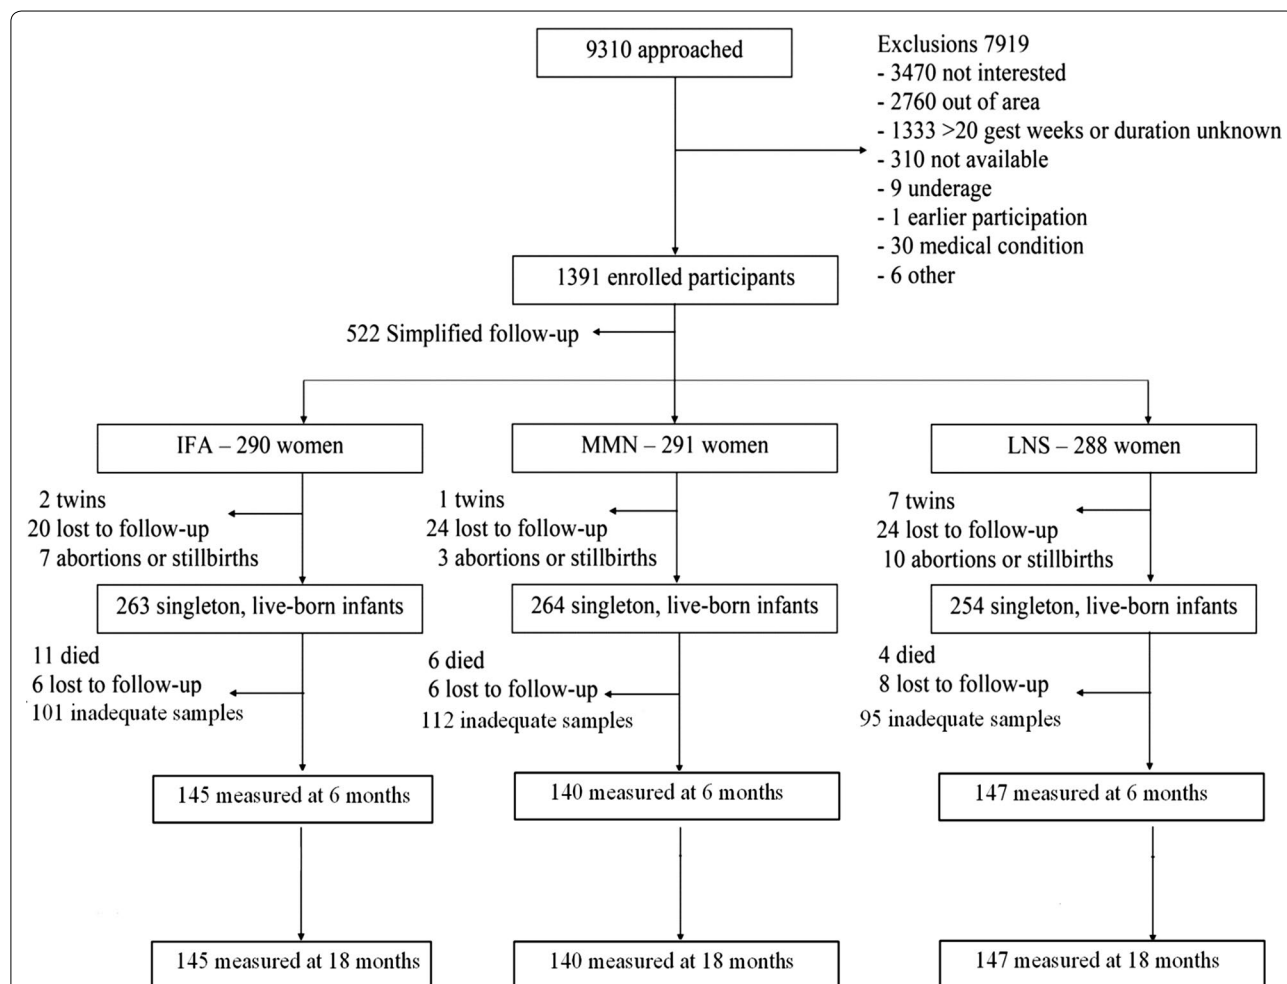 9310 approached
Exclusions 7919
- 3470 not interested
- 2760 out of area
- 1333 >20 gest weeks or duration unknown
- 310 not available
- 9 underage
- 1 earlier participation
- 30 medical condition
- 6 other
1391 enrolled participants
522 Simplified follow-up
IFA – 290 women
MMN – 291 women
LNS – 288 women
2 twins
20 lost to follow-up
7 abortions or stillbirths
1 twins
24 lost to follow-up
3 abortions or stillbirths
7 twins
24 lost to follow-up
10 abortions or stillbirths
263 singleton, live-born infants
264 singleton, live-born infants
254 singleton, live-born infants
11 died
6 lost to follow-up
101 inadequate samples
6 died
6 lost to follow-up
112 inadequate samples
4 died
8 lost to follow-up
95 inadequate samples
145 measured at 6 months
140 measured at 6 months
147 measured at 6 months
145 measured at 18 months
140 measured at 18 months
147 measured at 18 months